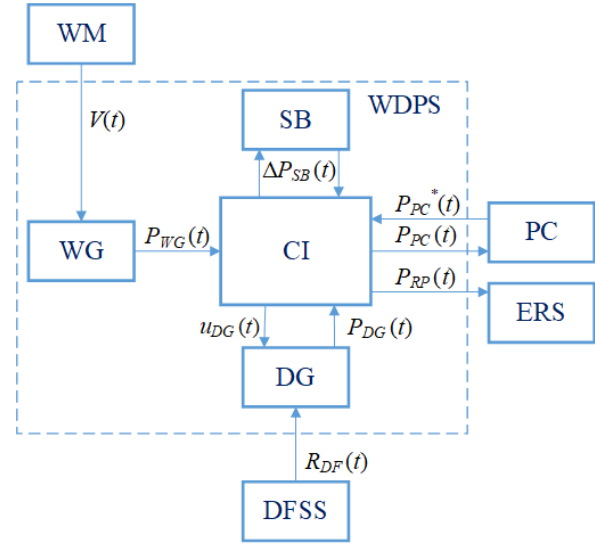 WM
WDPS
V(t)
SB
ΔP_SB(t)
P_PC*(t)
WG
P_WG(t)
CI
P_PC(t)
PC
P_RP(t)
ERS
u_DG(t)
P_DG(t)
DG
R_DF(t)
DFSS